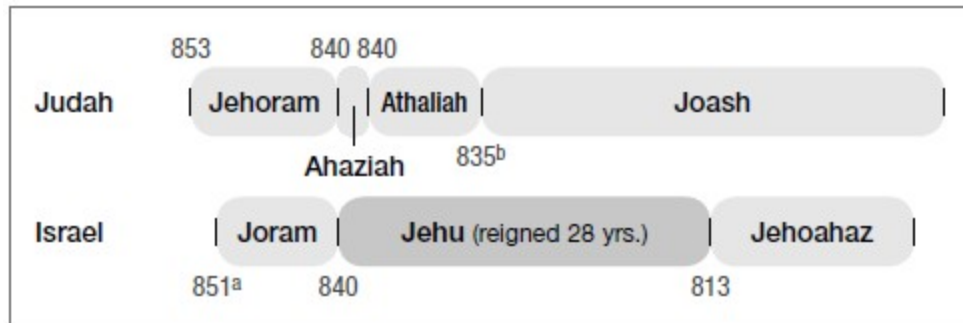 853 840 840
Judah Jehoram Athaliah Joash
Ahaziah 835ᵇ
Israel Joram Jehu (reigned 28 yrs.) Jehoahaz
851ᵃ 840 813